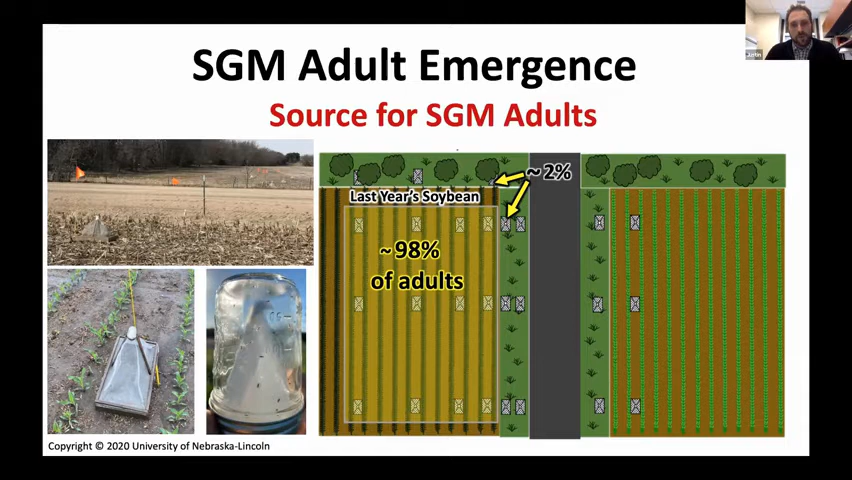 SGM Adult Emergence
Source for SGM Adults
~ 2%
Last Year's Soybean
~98%
of adults
Copyright © 2020 University of Nebraska-Lincoln